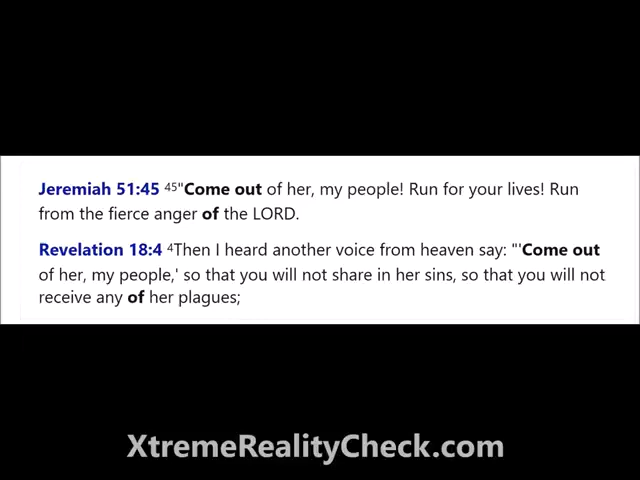 Jeremiah 51:45 45"Come out of her, my people! Run for your lives! Run
from the fierce anger of the LORD.
Revelation 18:4 4Then I heard another voice from heaven say: "'Come out
of her, my people,' so that you will not share in her sins, so that you will not
receive any of her plagues;
XtremeRealityCheck.com